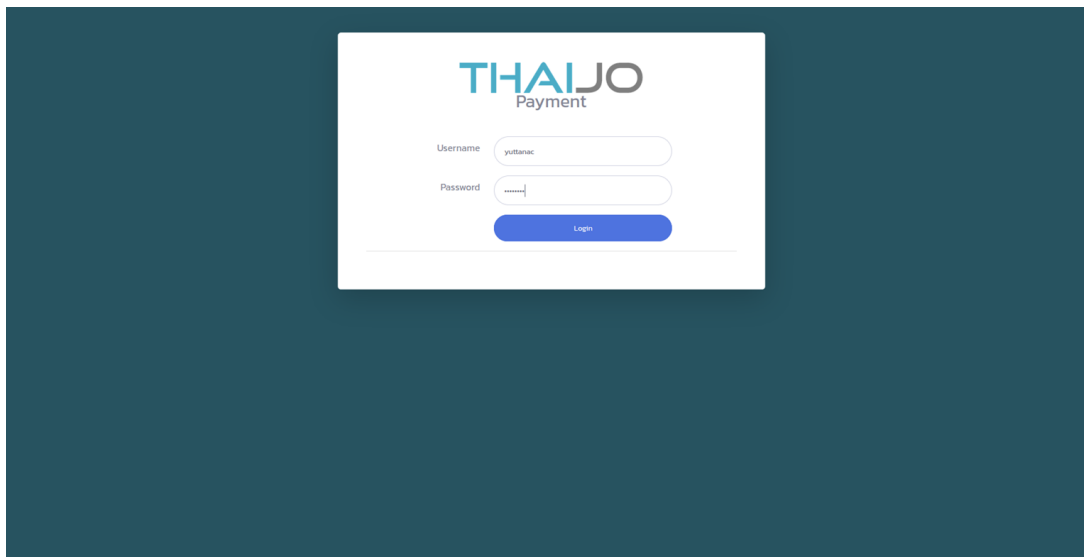 THAIJO
Payment
Username
yuttanac
Password
••••••••
Login